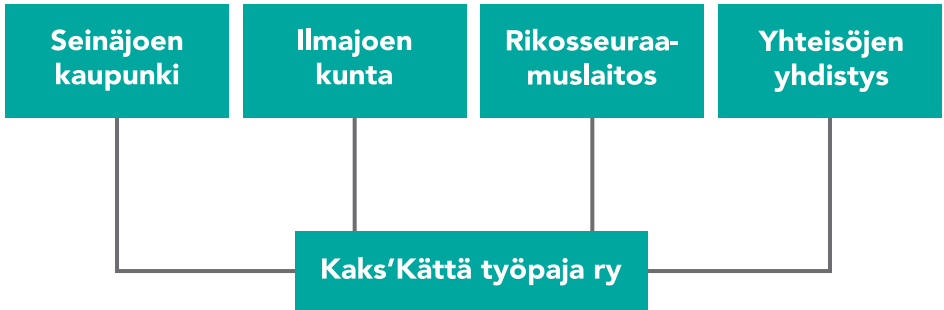 Seinäjoen
kaupunki
Ilmajoen
kunta
Rikosseuraa-
muslaitos
Yhteisöjen
yhdistys
Kaks'Kättä työpaja ry